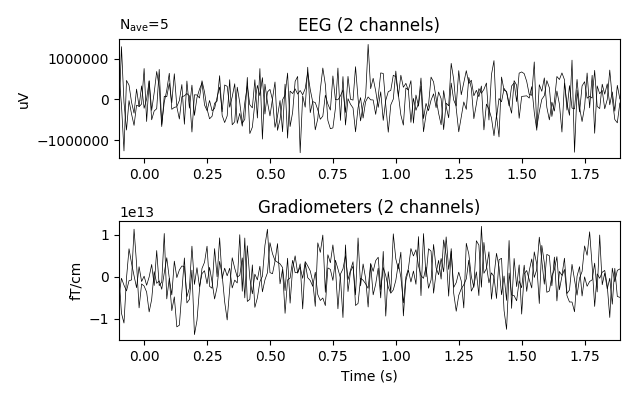 N_ave=5
EEG (2 channels)
1000000
0
−1000000
uV
0.00 0.25 0.50 0.75 1.00 1.25 1.50 1.75
1e13
Gradiometers (2 channels)
1
0
−1
fT/cm
0.00 0.25 0.50 0.75 1.00 1.25 1.50 1.75
Time (s)